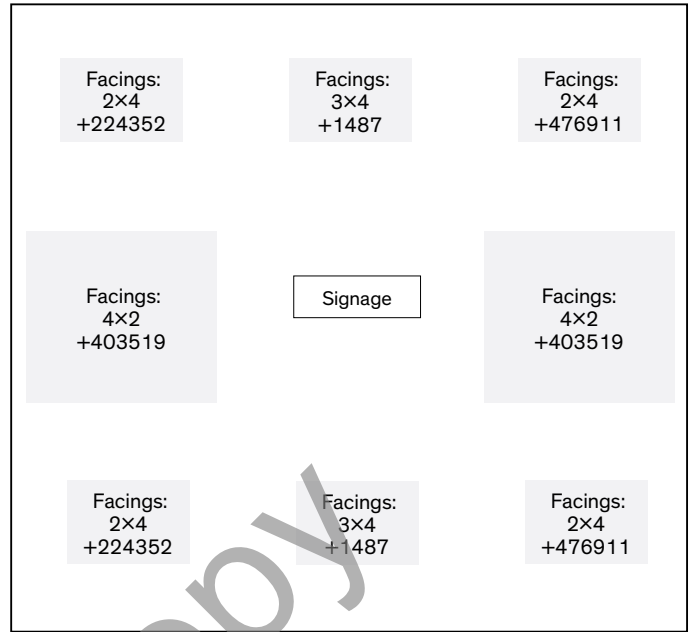 Facings:
2×4
+224352
Facings:
3×4
+1487
Facings:
2×4
+476911
Facings:
4×2
+403519
Signage
Facings:
4×2
+403519
Facings:
2×4
+224352
Facings:
3×4
+1487
Facings:
2×4
+476911